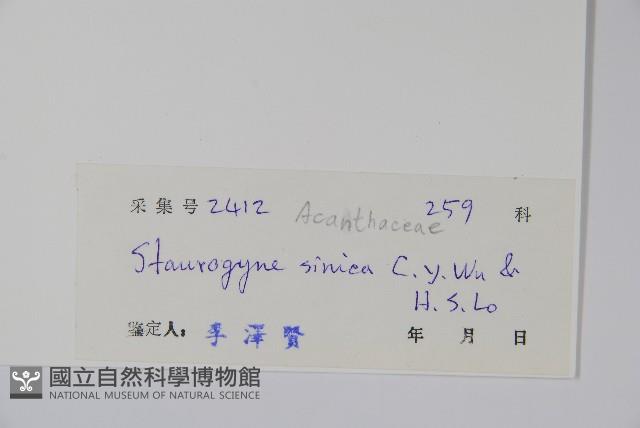 采集号 2412 Acanthaceae 259 科
Staurogyne sinica C.Y.Wu &
H.S.Lo
鉴定人: 李澤賢 年 月 日
國立自然科學博物館
NATIONAL MUSEUM OF NATURAL SCIENCE